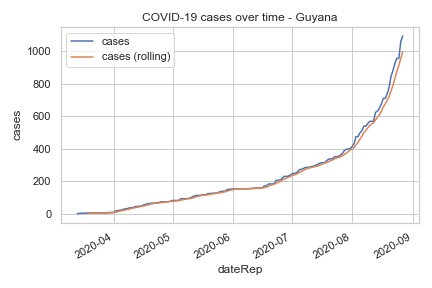 COVID-19 cases over time - Guyana
cases
cases (rolling)
1000
800
600
400
200
0
cases
2020-04
2020-05
2020-06
2020-07
2020-08
2020-09
dateRep